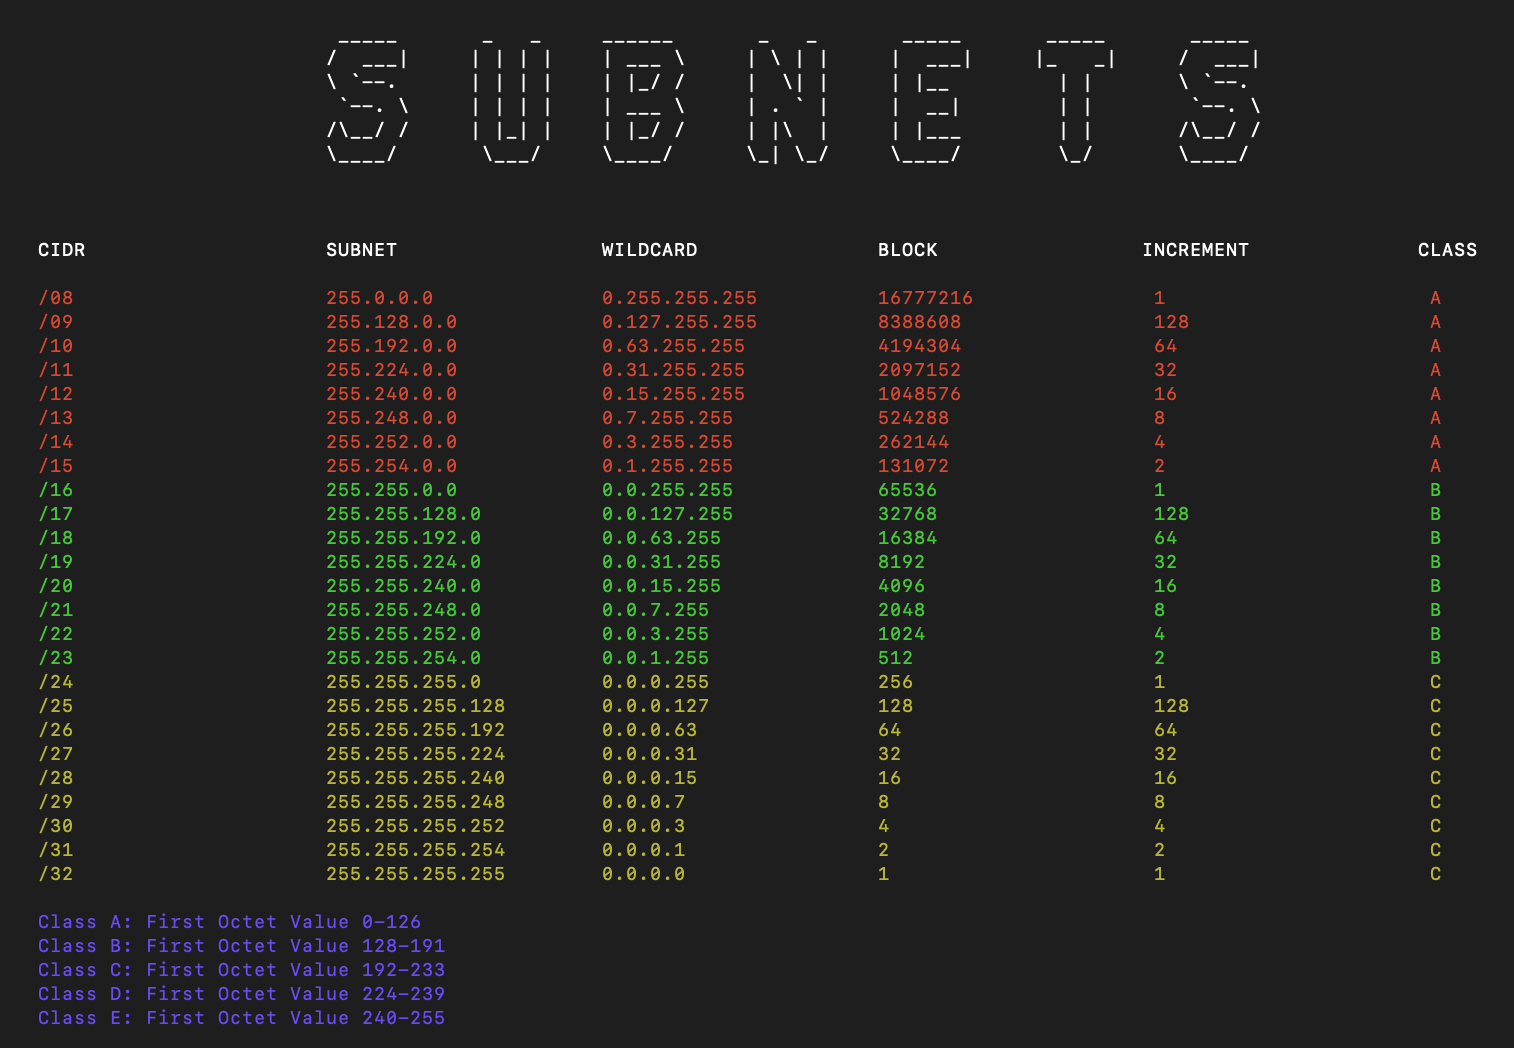 SUBNETS
CIDR SUBNET WILDCARD BLOCK INCREMENT CLASS
/08 255.0.0.0 0.255.255.255 16777216 1 A
/09 255.128.0.0 0.127.255.255 8388608 128 A
/10 255.192.0.0 0.63.255.255 4194304 64 A
/11 255.224.0.0 0.31.255.255 2097152 32 A
/12 255.240.0.0 0.15.255.255 1048576 16 A
/13 255.248.0.0 0.7.255.255 524288 8 A
/14 255.252.0.0 0.3.255.255 262144 4 A
/15 255.254.0.0 0.1.255.255 131072 2 A
/16 255.255.0.0 0.0.255.255 65536 1 B
/17 255.255.128.0 0.0.127.255 32768 128 B
/18 255.255.192.0 0.0.63.255 16384 64 B
/19 255.255.224.0 0.0.31.255 8192 32 B
/20 255.255.240.0 0.0.15.255 4096 16 B
/21 255.255.248.0 0.0.7.255 2048 8 B
/22 255.255.252.0 0.0.3.255 1024 4 B
/23 255.255.254.0 0.0.1.255 512 2 B
/24 255.255.255.0 0.0.0.255 256 1 C
/25 255.255.255.128 0.0.0.127 128 128 C
/26 255.255.255.192 0.0.0.63 64 64 C
/27 255.255.255.224 0.0.0.31 32 32 C
/28 255.255.255.240 0.0.0.15 16 16 C
/29 255.255.255.248 0.0.0.7 8 8 C
/30 255.255.255.252 0.0.0.3 4 4 C
/31 255.255.255.254 0.0.0.1 2 2 C
/32 255.255.255.255 0.0.0.0 1 1 C
Class A: First Octet Value 0–126
Class B: First Octet Value 128–191
Class C: First Octet Value 192–233
Class D: First Octet Value 224–239
Class E: First Octet Value 240–255